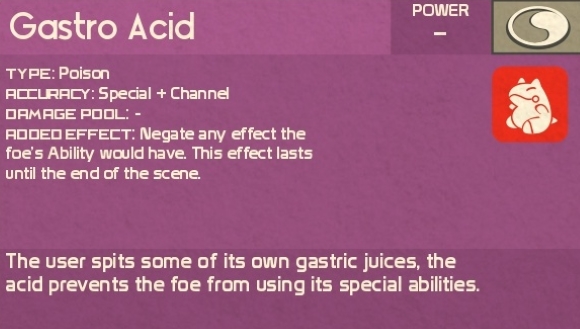 Gastro Acid
POWER
–
TYPE: Poison
ACCURACY: Special + Channel
DAMAGE POOL: -
ADDED EFFECT: Negate any effect the
foe's Ability would have. This effect lasts
until the end of the scene.
The user spits some of its own gastric juices, the
acid prevents the foe from using its special abilities.